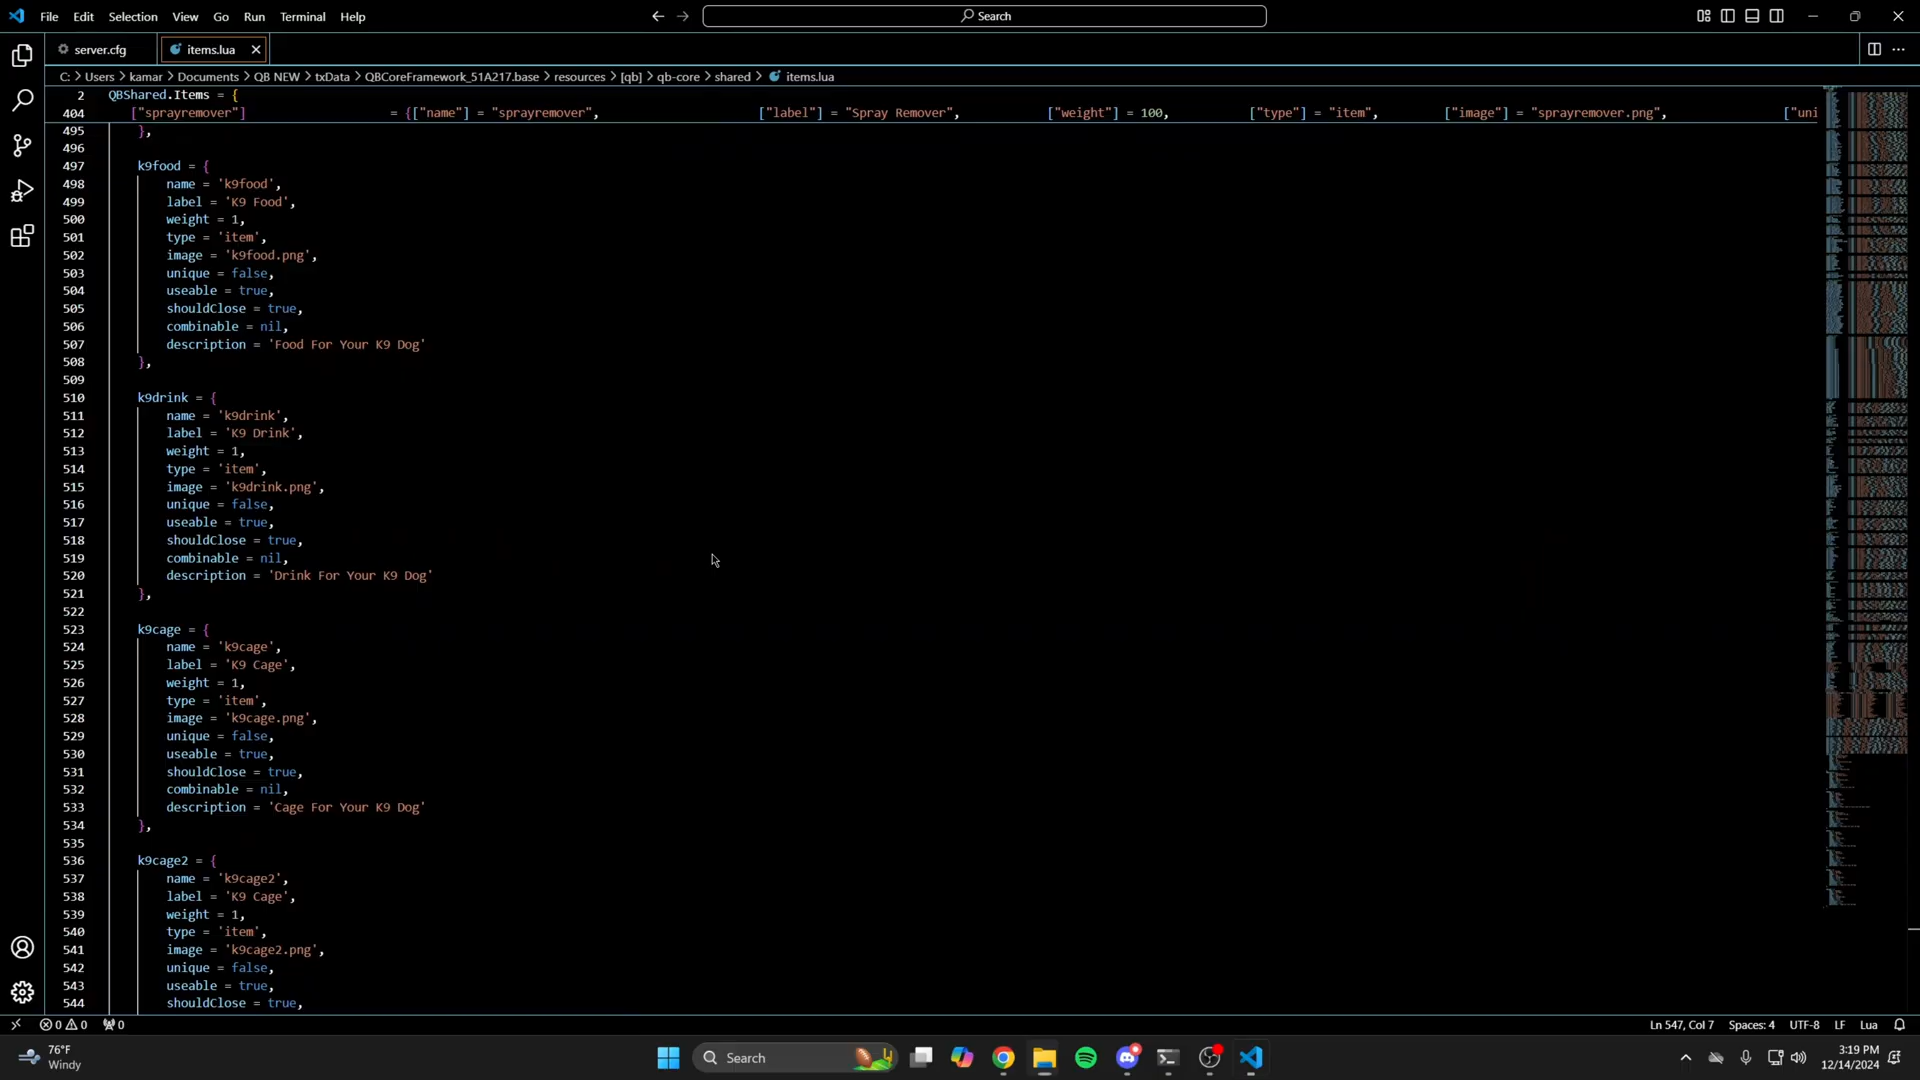 File Edit Selection View Go Run Terminal Help
Search
server.cfg
items.lua
C: > Users > kamar > Documents > QB NEW > txData > QBCoreFramework_51A217.base > resources > [qb] > qb-core > shared > items.lua
2 QBShared.Items = {
404 ["sprayremover"] = {["name"] = "sprayremover", ["label"] = "Spray Remover", ["weight"] = 100, ["type"] = "item", ["image"] = "sprayremover.png", ["uni
495 },
496
497 k9food = {
498 name = 'k9food',
499 label = 'K9 Food',
500 weight = 1,
501 type = 'item',
502 image = 'k9food.png',
503 unique = false,
504 useable = true,
505 shouldClose = true,
506 combinable = nil,
507 description = 'Food For Your K9 Dog'
508 },
509
510 k9drink = {
511 name = 'k9drink',
512 label = 'K9 Drink',
513 weight = 1,
514 type = 'item',
515 image = 'k9drink.png',
516 unique = false,
517 useable = true,
518 shouldClose = true,
519 combinable = nil,
520 description = 'Drink For Your K9 Dog'
521 },
522
523 k9cage = {
524 name = 'k9cage',
525 label = 'K9 Cage',
526 weight = 1,
527 type = 'item',
528 image = 'k9cage.png',
529 unique = false,
530 useable = true,
531 shouldClose = true,
532 combinable = nil,
533 description = 'Cage For Your K9 Dog'
534 },
535
536 k9cage2 = {
537 name = 'k9cage2',
538 label = 'K9 Cage',
539 weight = 1,
540 type = 'item',
541 image = 'k9cage2.png',
542 unique = false,
543 useable = true,
544 shouldClose = true,
0 0 0
Ln 547, Col 7 Spaces: 4 UTF-8 LF Lua
76°F
Windy
Search
3:19 PM
12/14/2024